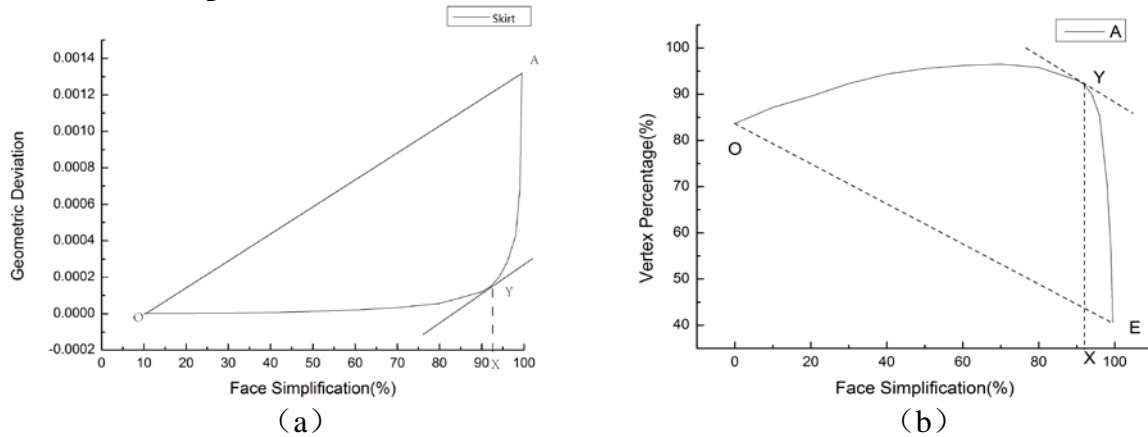 Skirt
0.0014
0.0012
0.0010
0.0008
0.0006
0.0004
0.0002
0.0000
-0.0002
Geometric Deviation
A
O
Y
0 10 20 30 40 50 60 70 80 90 100
X
Face Simplification(%)
(a)
A
100
90
80
70
60
50
40
Vertex Percentage(%)
Y
O
E
0 20 40 60 80 X 100
Face Simplification(%)
(b)